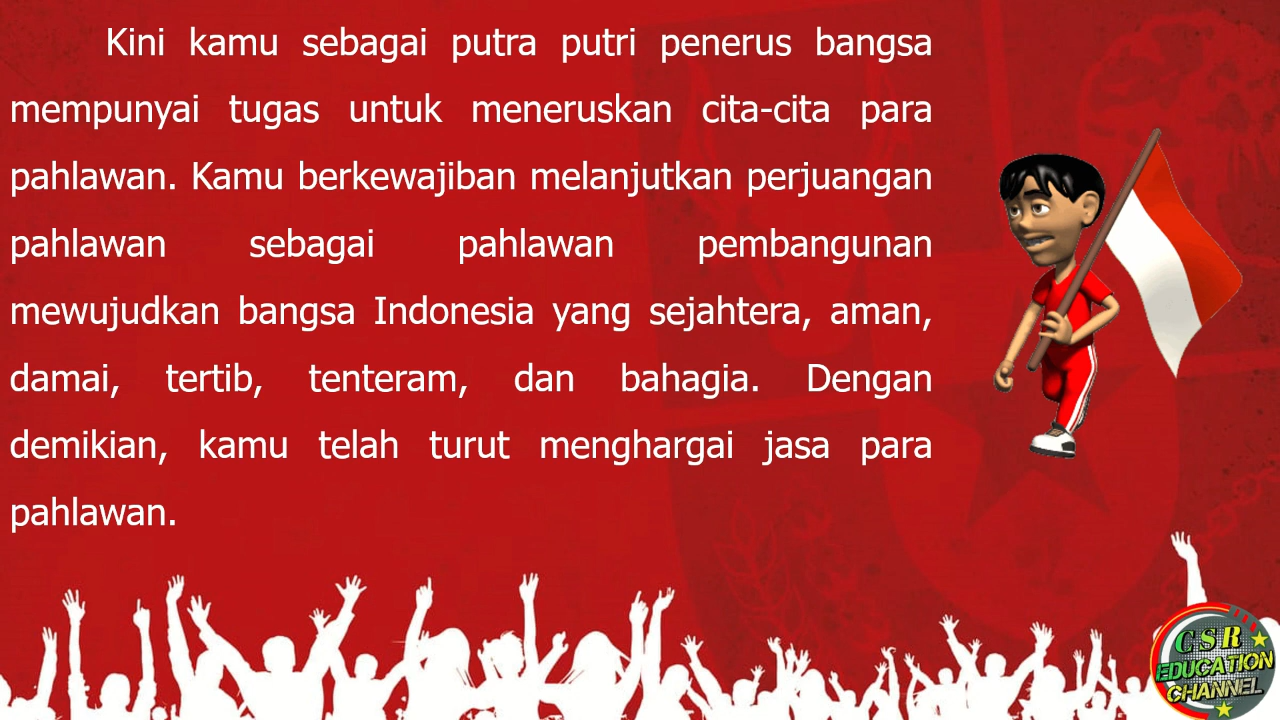 Kini kamu sebagai putra putri penerus bangsa
mempunyai tugas untuk meneruskan cita-cita para
pahlawan. Kamu berkewajiban melanjutkan perjuangan
pahlawan sebagai pahlawan pembangunan
mewujudkan bangsa Indonesia yang sejahtera, aman,
damai, tertib, tenteram, dan bahagia. Dengan
demikian, kamu telah turut menghargai jasa para
pahlawan.
CSR
EDUCATION
CHANNEL